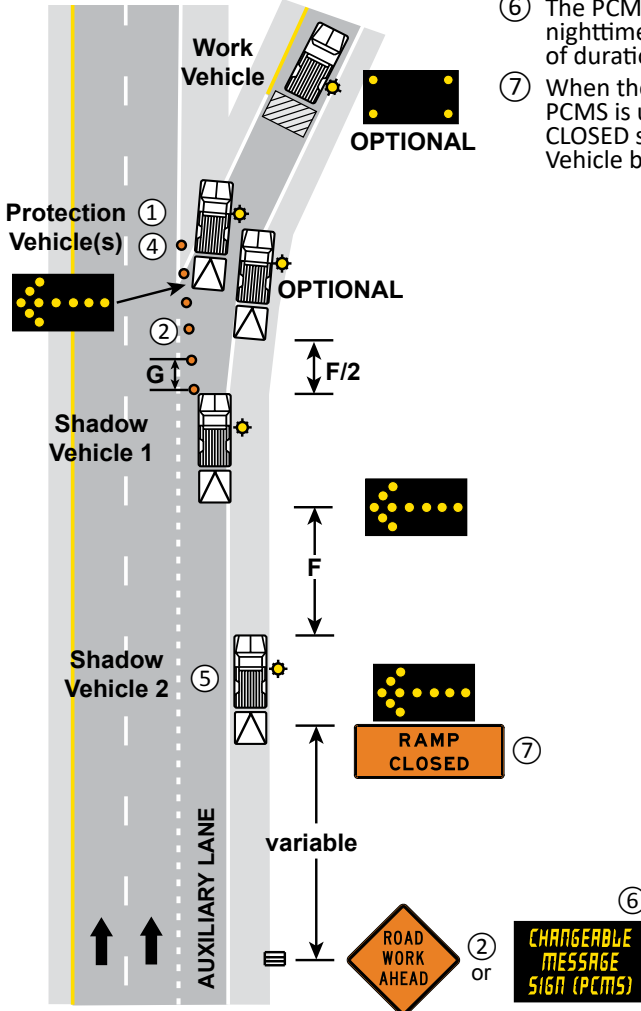 ⑥ The PCM
nighttime
of duratio
⑦ When the
PCMS is u
CLOSED s
Vehicle b
Work
Vehicle
OPTIONAL
Protection ①
Vehicle(s) ④
OPTIONAL
②
G
F/2
Shadow
Vehicle 1
F
Shadow
Vehicle 2
⑤
RAMP
CLOSED
⑦
variable
AUXILIARY LANE
ROAD
WORK
AHEAD
②
or
⑥
CHANGEABLE
MESSAGE
SIGN (PCMS)